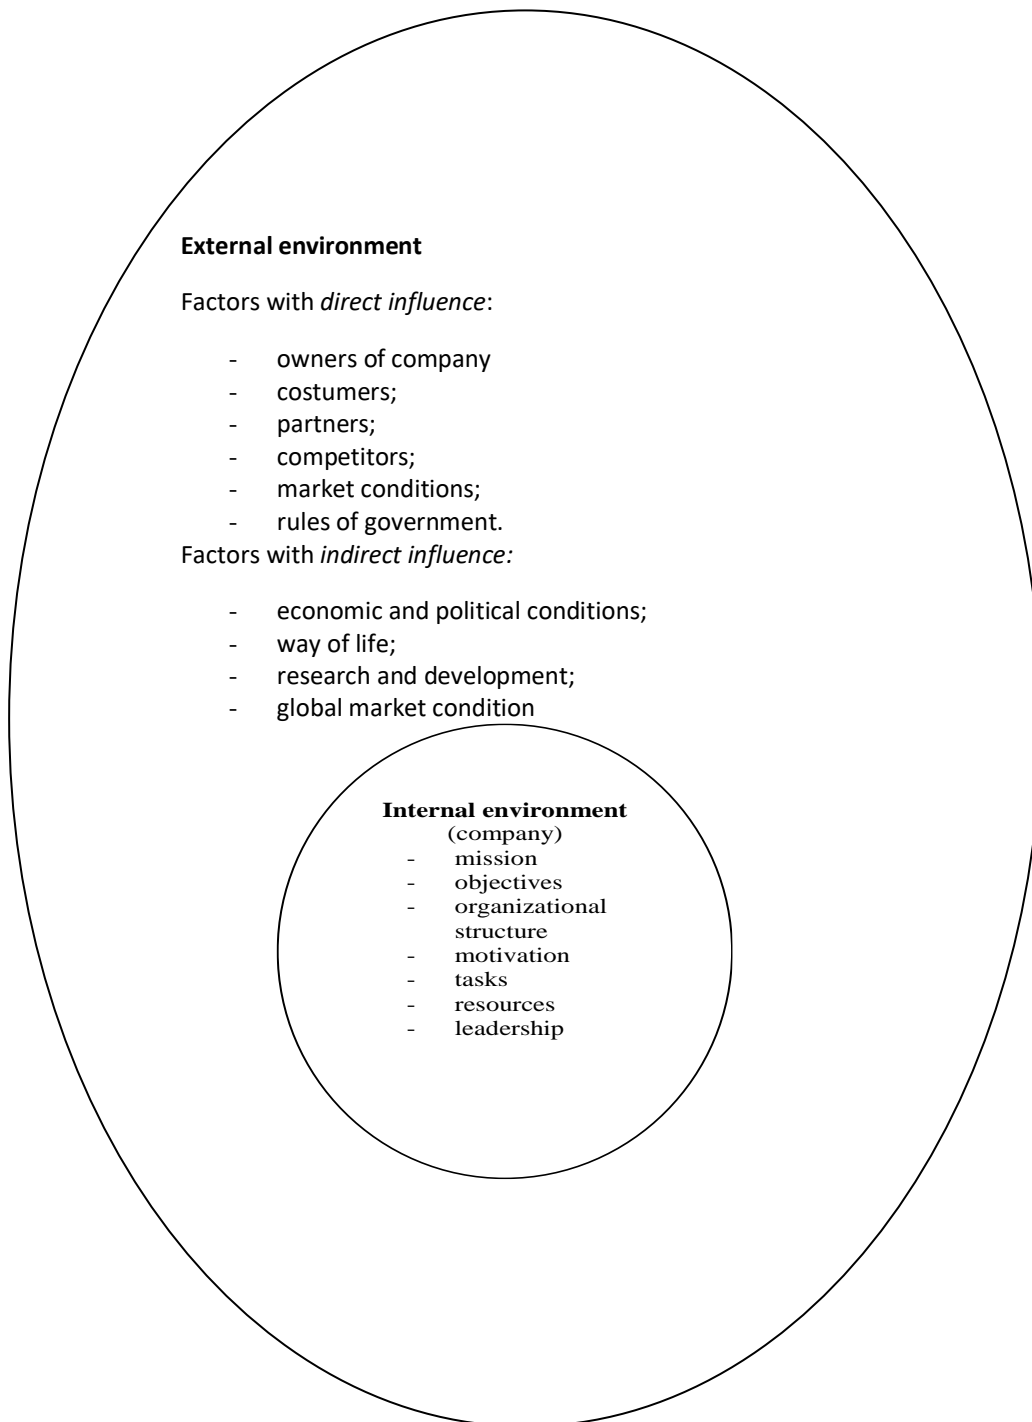 External environment
Factors with direct influence:
- owners of company
- costumers;
- partners;
- competitors;
- market conditions;
- rules of government.
Factors with indirect influence:
- economic and political conditions;
- way of life;
- research and development;
- global market condition
Internal environment
(company)
- mission
- objectives
- organizational
structure
- motivation
- tasks
- resources
- leadership